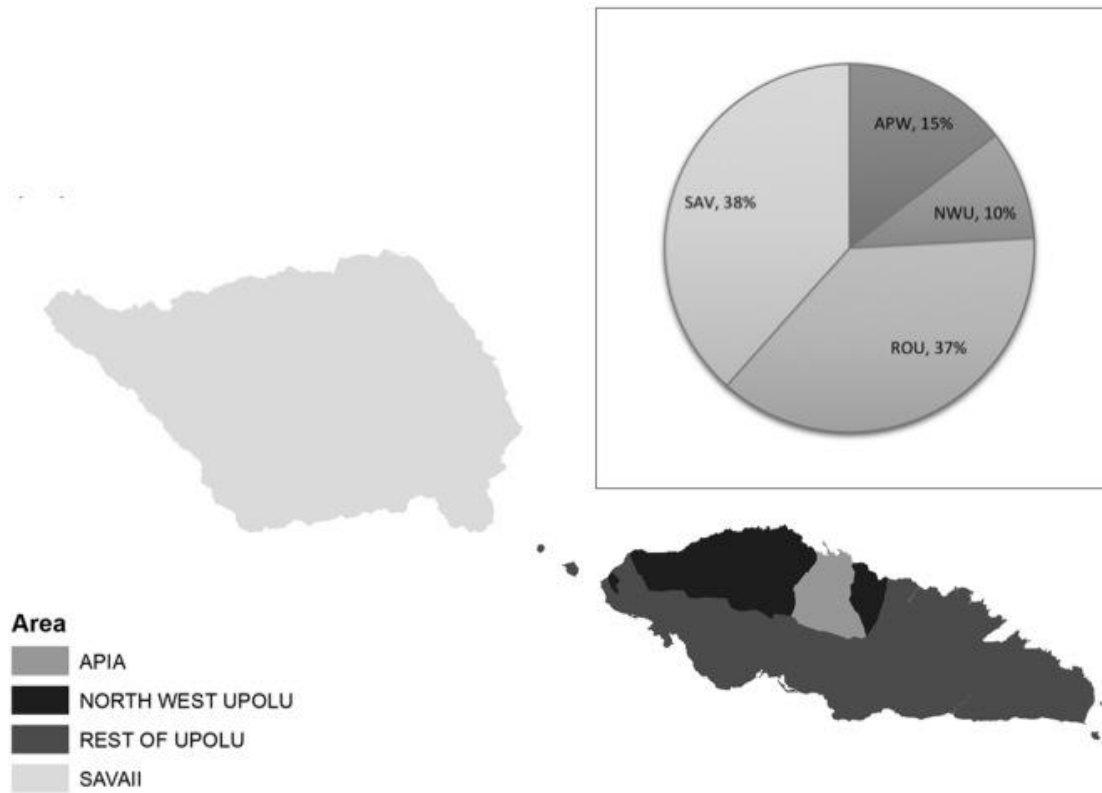 APW, 15%
NWU, 10%
SAV, 38%
ROU, 37%
Area
APIA
NORTH WEST UPOLU
REST OF UPOLU
SAVAII